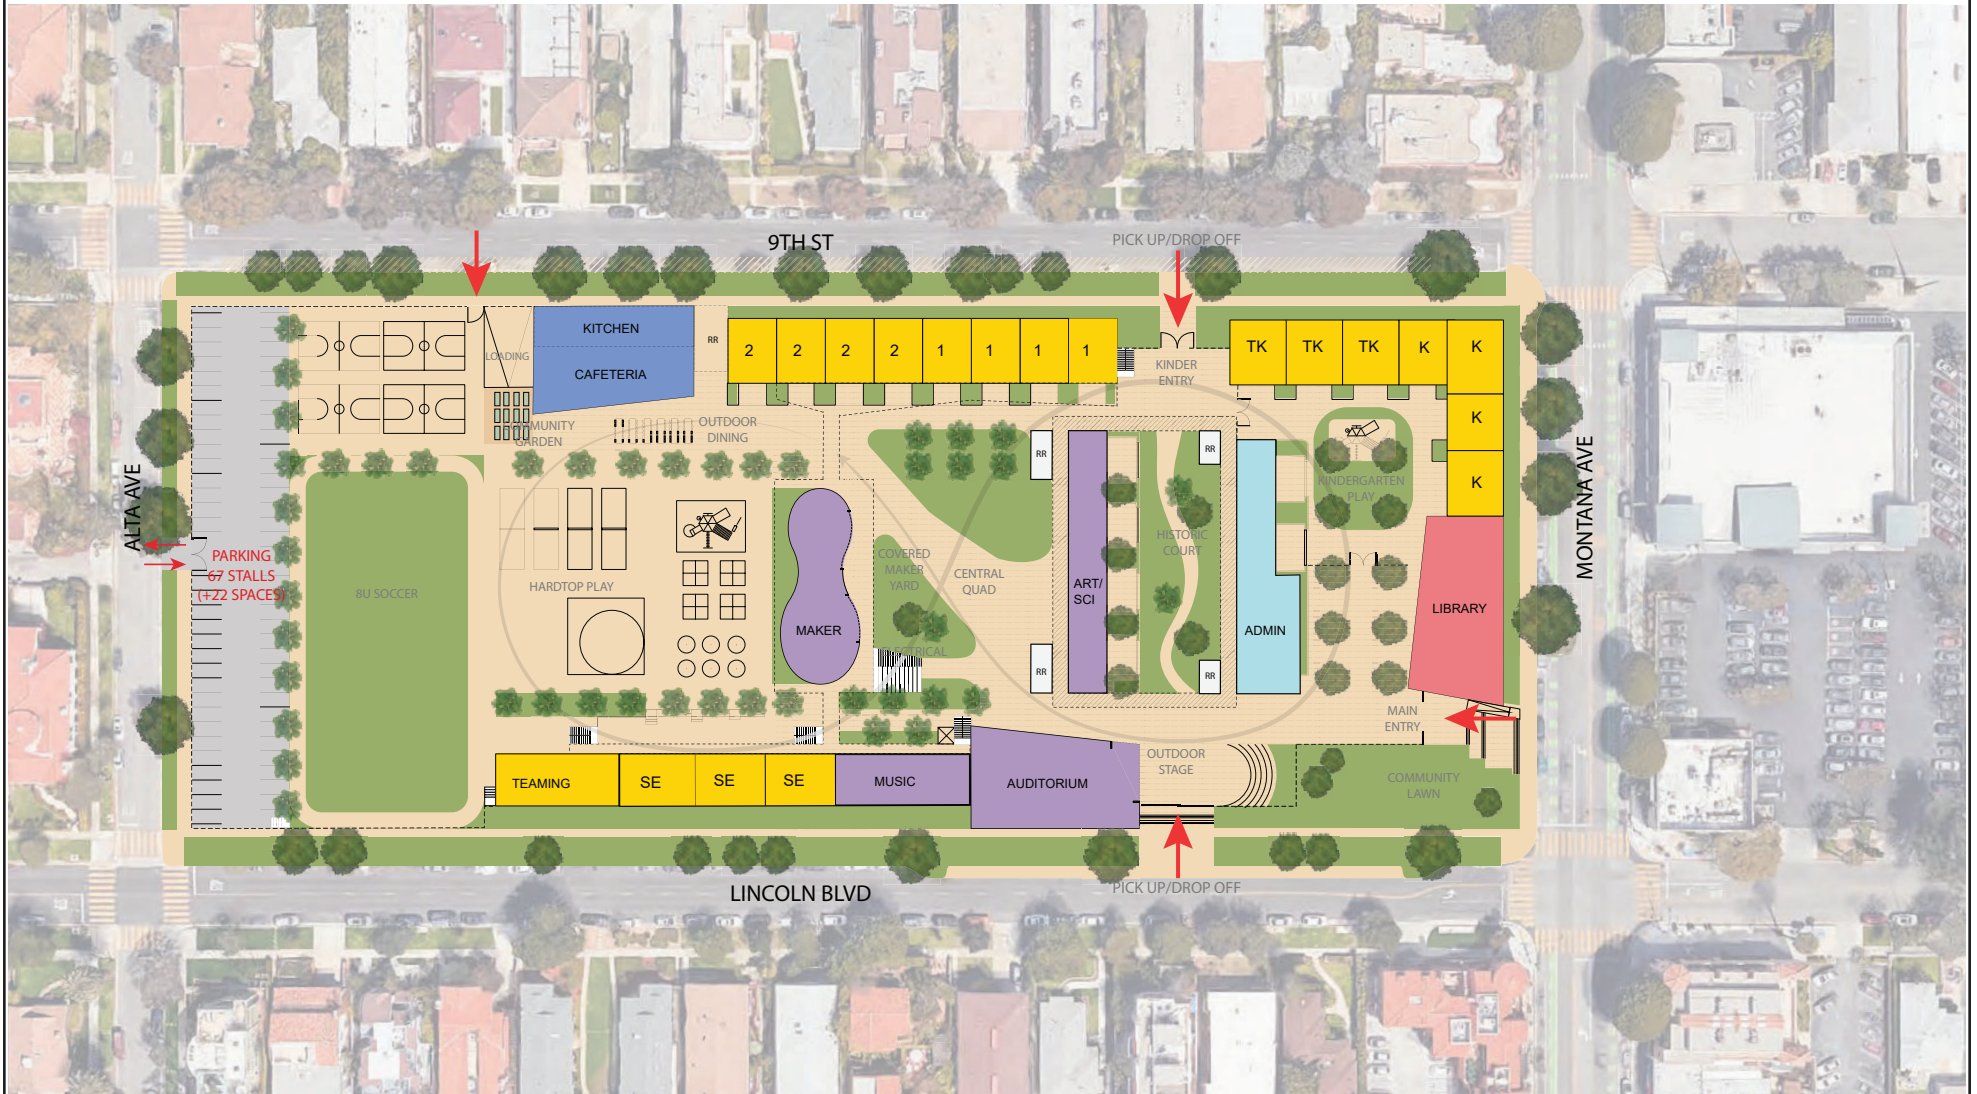 9TH ST
PICK UP/DROP OFF
KITCHEN
CAFETERIA
LOADING
RR
2
2
2
2
1
1
1
1
KINDER
ENTRY
TK
TK
TK
K
K
K
K
GARDEN
OUTDOOR
DINING
RR
RR
KINDERGARTEN
PLAY
ALTA AVE
MONTANA AVE
PARKING
67 STALLS
(+22 SPACES)
8U SOCCER
HARDTOP PLAY
COVERED
MAKER
YARD
CENTRAL
QUAD
HISTORIC
COURT
ART/
SCI
MAKER
ADMIN
LIBRARY
RR
RR
MAIN
ENTRY
TEAMING
SE
SE
SE
MUSIC
AUDITORIUM
OUTDOOR
STAGE
COMMUNITY
LAWN
LINCOLN BLVD
PICK UP/DROP OFF